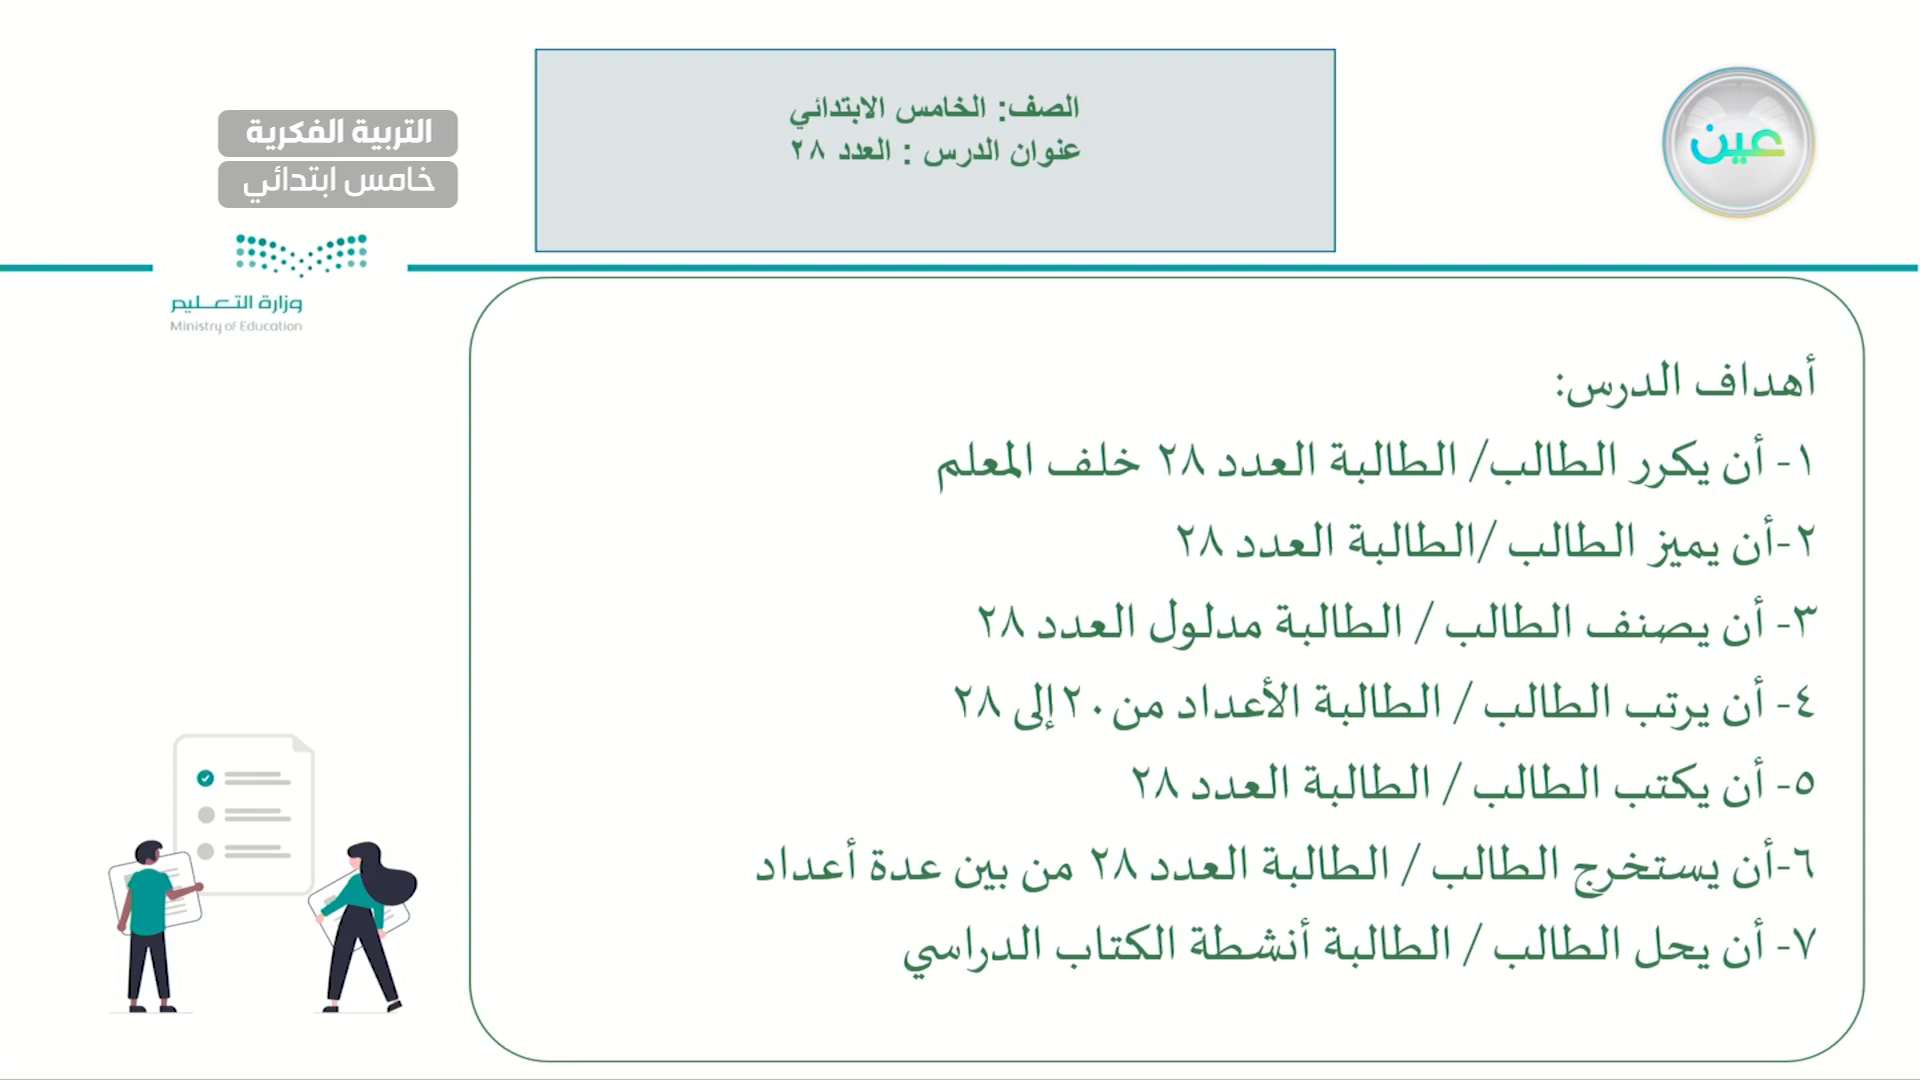 عين
الصف: الخامس الابتدائي
عنوان الدرس : العدد ٢٨
التربية الفكرية
خامس ابتدائي
وزارة التعليم
Ministry of Education
أهداف الدرس:
١- أن يكرر الطالب/ الطالبة العدد ٢٨ خلف المعلم
٢-أن يميز الطالب /الطالبة العدد ٢٨
٣- أن يصنف الطالب / الطالبة مدلول العدد ٢٨
٤- أن يرتب الطالب / الطالبة الأعداد من ٢٠ إلى ٢٨
٥- أن يكتب الطالب / الطالبة العدد ٢٨
٦-أن يستخرج الطالب / الطالبة العدد ٢٨ من بين عدة أعداد
٧- أن يحل الطالب / الطالبة أنشطة الكتاب الدراسي